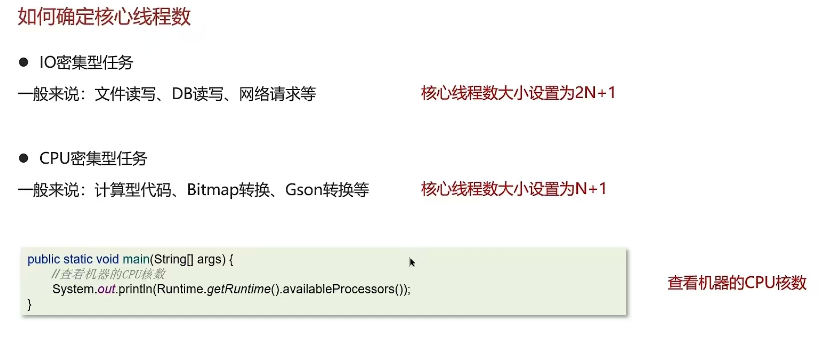 如何确定核心线程数
● IO密集型任务
一般来说：文件读写、DB读写、网络请求等 核心线程数大小设置为2N+1
● CPU密集型任务
一般来说：计算型代码、Bitmap转换、Gson转换等 核心线程数大小设置为N+1
public static void main(String[] args) {
//查看机器的CPU核数
System.out.println(Runtime.getRuntime().availableProcessors());
}
查看机器的CPU核数